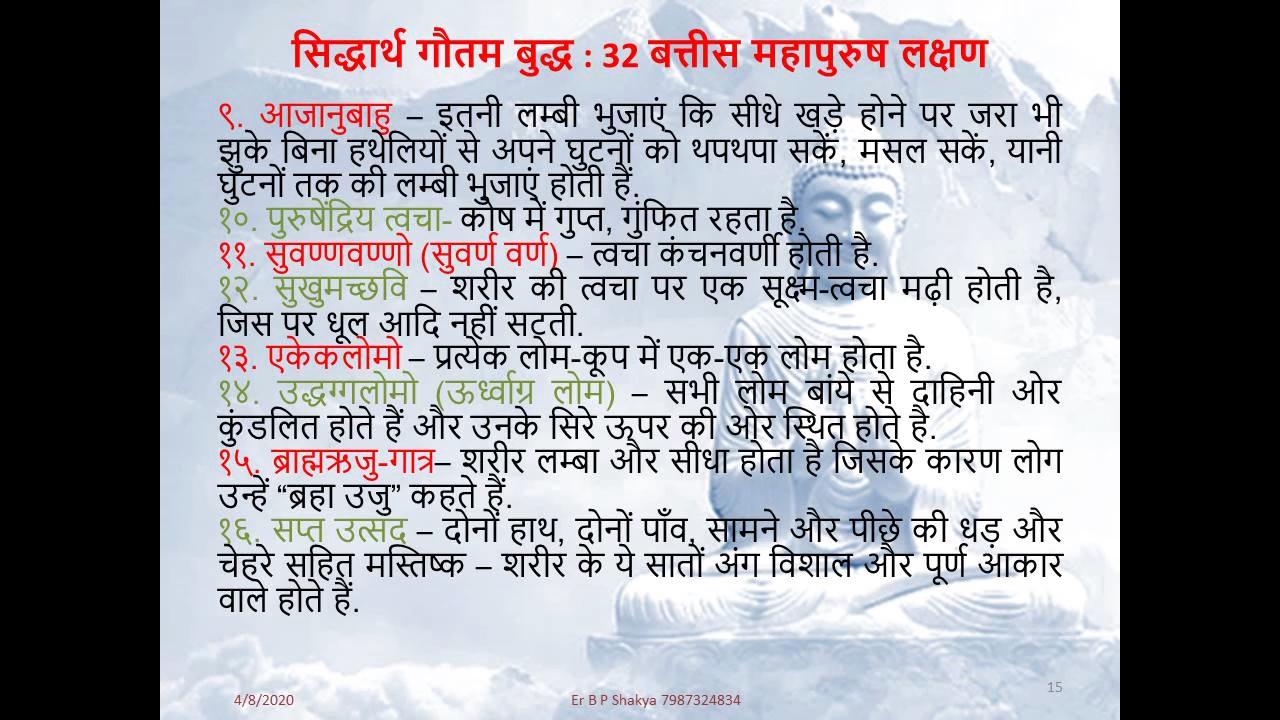 सिद्धार्थ गौतम बुद्ध : 32 बत्तीस महापुरुष लक्षण
९. आजानुबाहु – इतनी लम्बी भुजाएं कि सीधे खड़े होने पर जरा भी
झुके बिना हथेलियों से अपने घुटनों को थपथपा सकें, मसल सकें, यानी
घुटनों तक की लम्बी भुजाएं होती हैं.
१०. पुरुषेंद्रिय त्वचा- कोष में गुप्त, गुंफित रहता है.
११. सुवण्णवण्णो (सुवर्ण वर्ण) – त्वचा कंचनवर्णी होती है.
१२. सुखुमच्छवि – शरीर की त्वचा पर एक सूक्ष्म-त्वचा मढ़ी होती है,
जिस पर धूल आदि नहीं सटती.
१३. एकेकलोमो – प्रत्येक लोम-कूप में एक-एक लोम होता है.
१४. उद्धग्गलोमो (ऊर्ध्वाग्र लोम) – सभी लोम बांये से दाहिनी ओर
कुंडलित होते हैं और उनके सिरे ऊपर की ओर स्थित होते है.
१५. ब्राह्मऋजु-गात्र– शरीर लम्बा और सीधा होता है जिसके कारण लोग
उन्हें “ब्रहा उजु” कहते हैं.
१६. सप्त उत्सद – दोनों हाथ, दोनों पाँव, सामने और पीछे की धड़ और
चेहरे सहित मस्तिष्क – शरीर के ये सातों अंग विशाल और पूर्ण आकार
वाले होते हैं.
4/8/2020
Er B P Shakya 7987324834
15